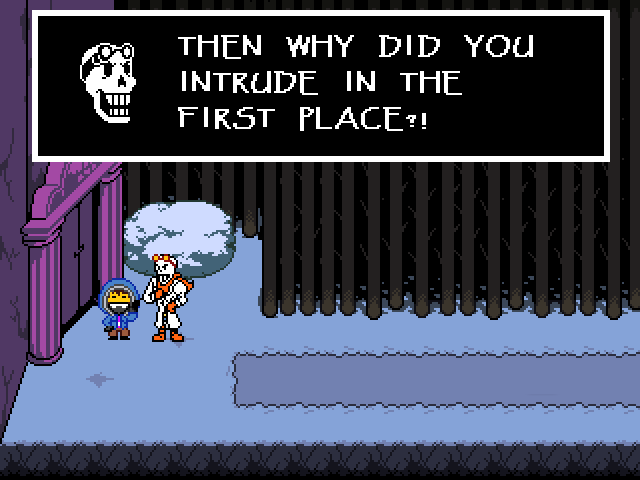 THEN WHY DID YOU
INTRUDE IN THE
FIRST PLACE?!